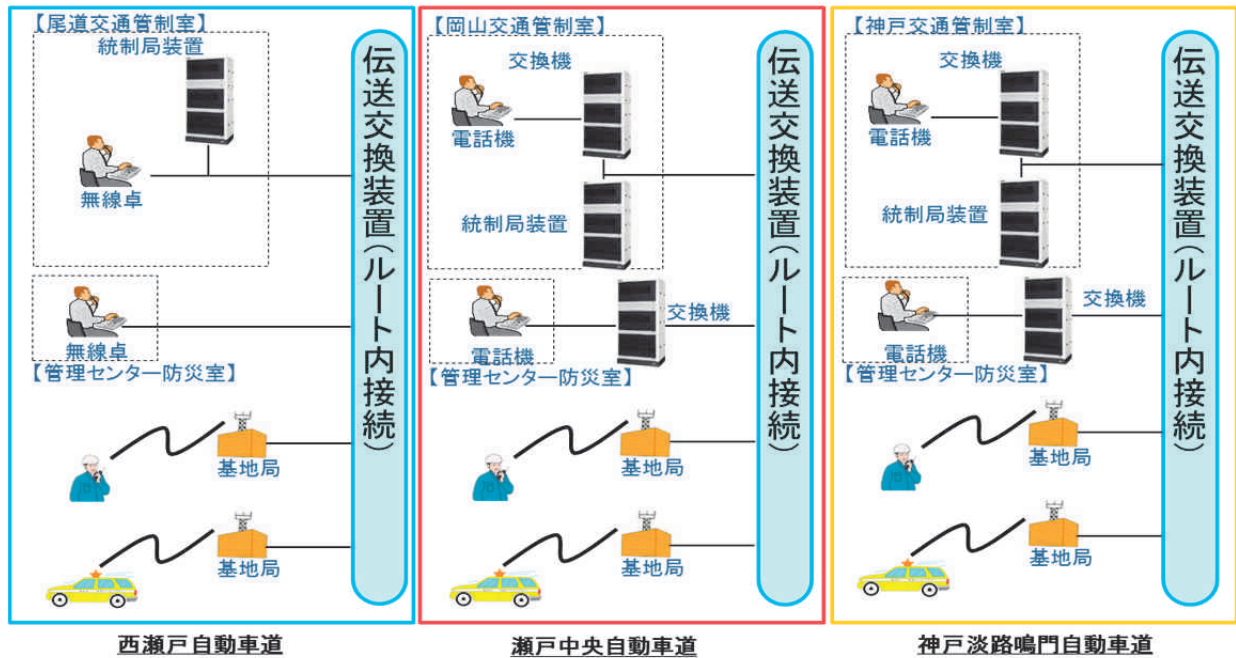 【尾道交通管制室】
統制局装置
無線卓
無線卓
【管理センター防災室】
基地局
基地局
伝送交換装置(ルート内接続)
西瀬戸自動車道
【岡山交通管制室】
交換機
電話機
統制局装置
交換機
電話機
【管理センター防災室】
基地局
基地局
伝送交換装置(ルート内接続)
瀬戸中央自動車道
【神戸交通管制室】
交換機
電話機
統制局装置
交換機
電話機
【管理センター防災室】
基地局
基地局
伝送交換装置(ルート内接続)
神戸淡路鳴門自動車道